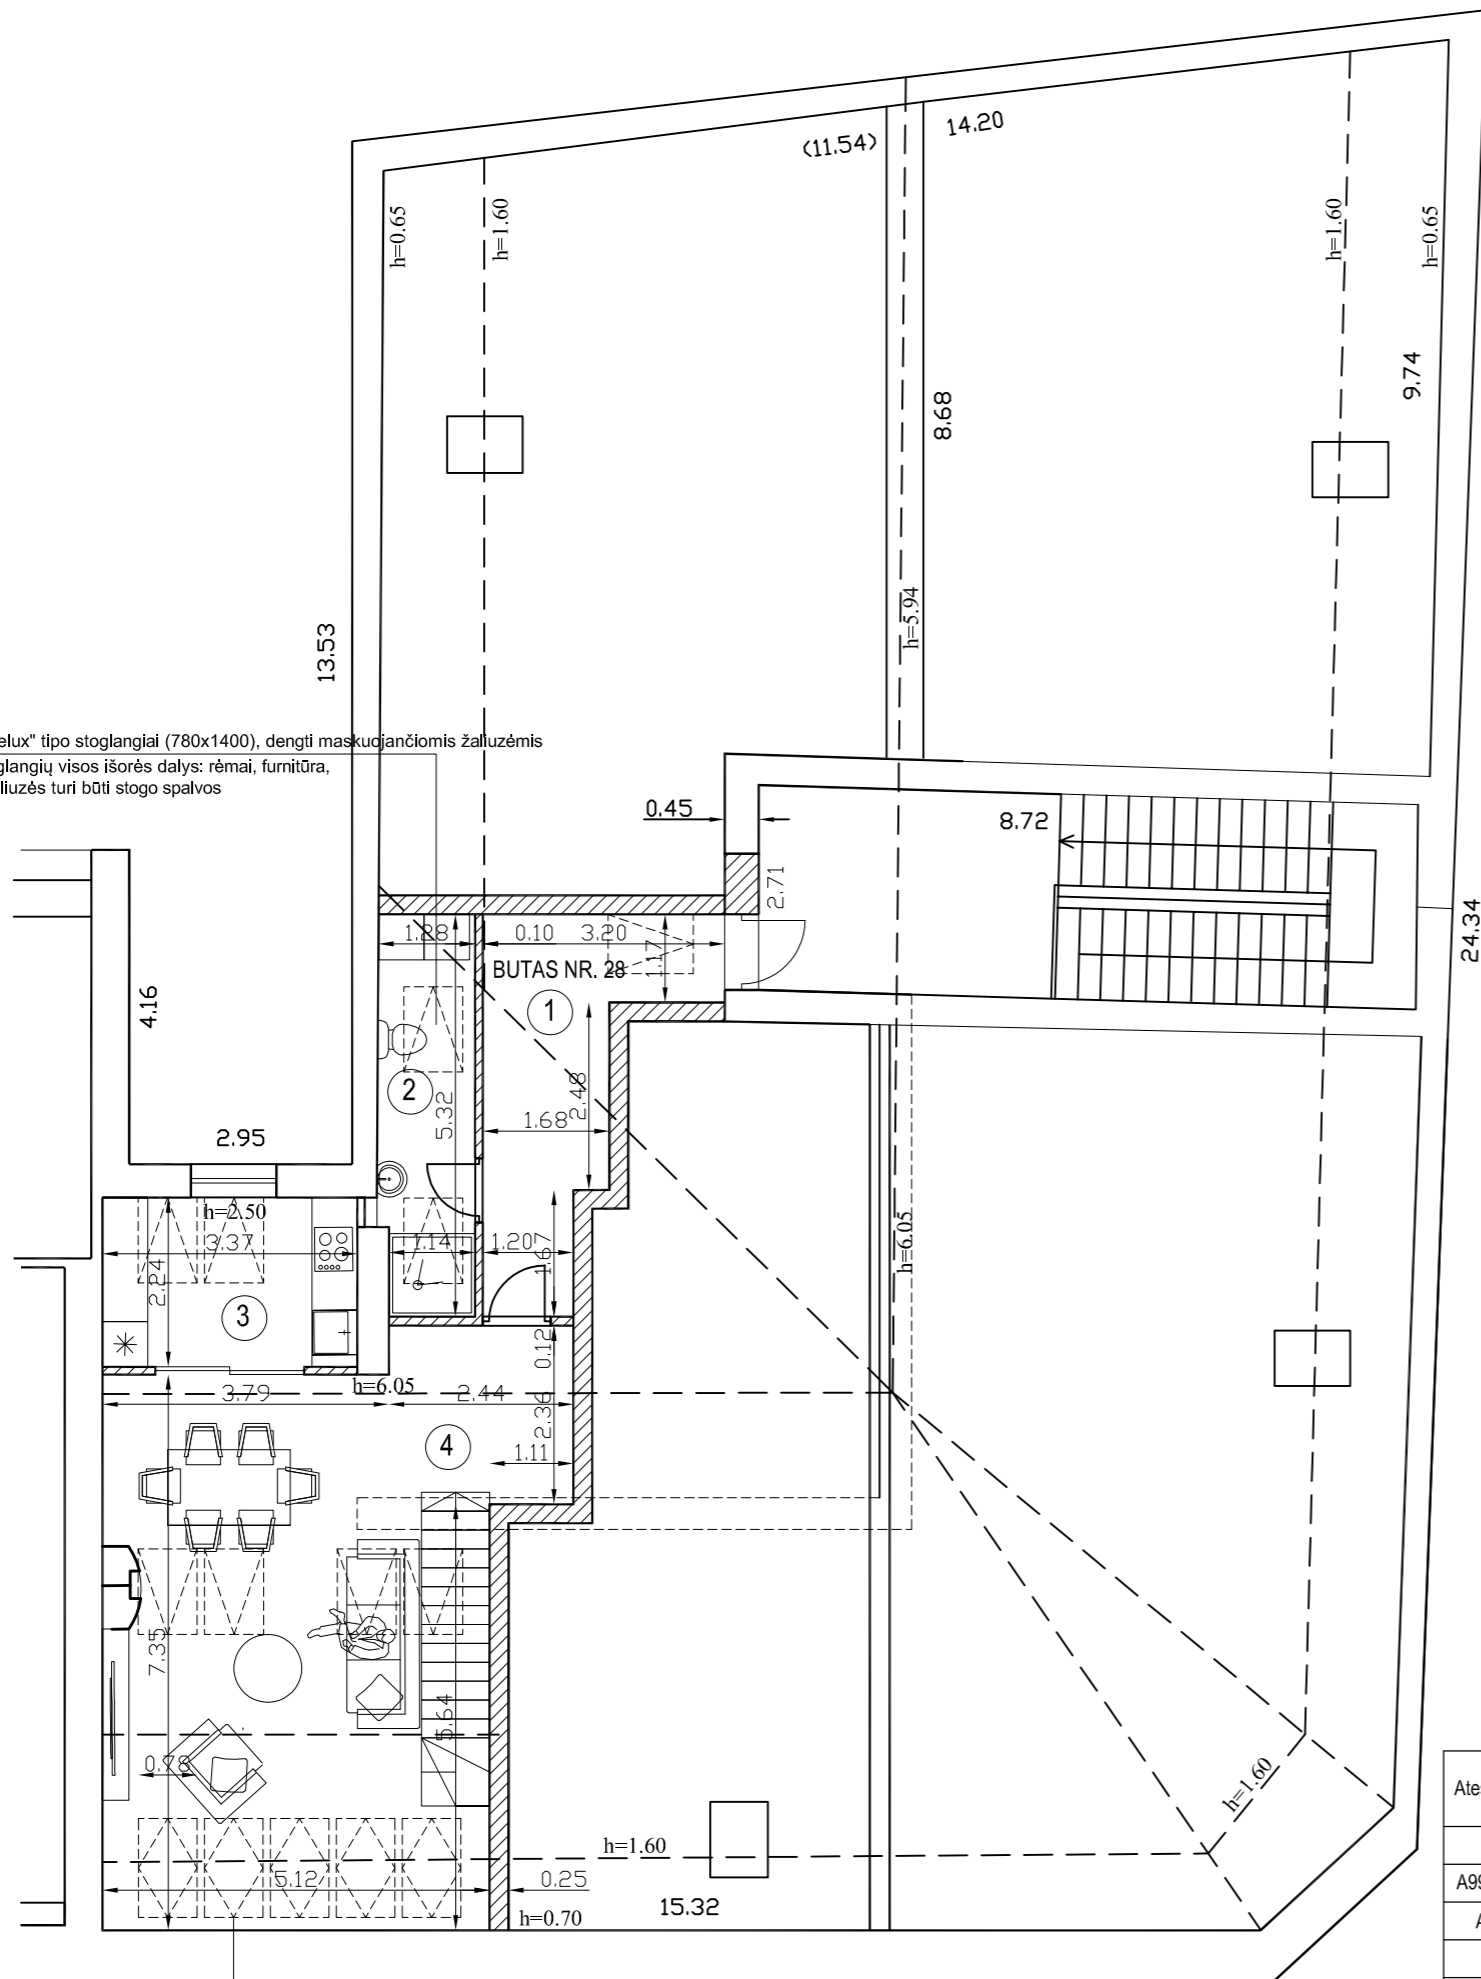 (11.54)
14.20
h=0.65
h=1.60
h=1.60
h=0.65
9.74
8.68
h=5.94
13.53
elux" tipo stoglangiai (780x1400), dengti maskuojančiomis žaliuzėmis
glangių visos išorės dalys: rėmai, furnitūra,
liuzės turi būti stogo spalvos
0.45
8.72
2.71
24.34
1.28
0.10
3.20
1.17
BUTAS NR. 28
1
4.16
2
5.32
2.48
1.68
2.95
h=2.50
3.37
1.14
1.20
1.67
h=6.05
2.24
3
0.12
h=6.05
3.79
2.44
2.36
4
1.11
7.35
5.64
0.78
h=1.60
h=1.60
5.12
0.25
15.32
h=0.70
Ate
A99
A